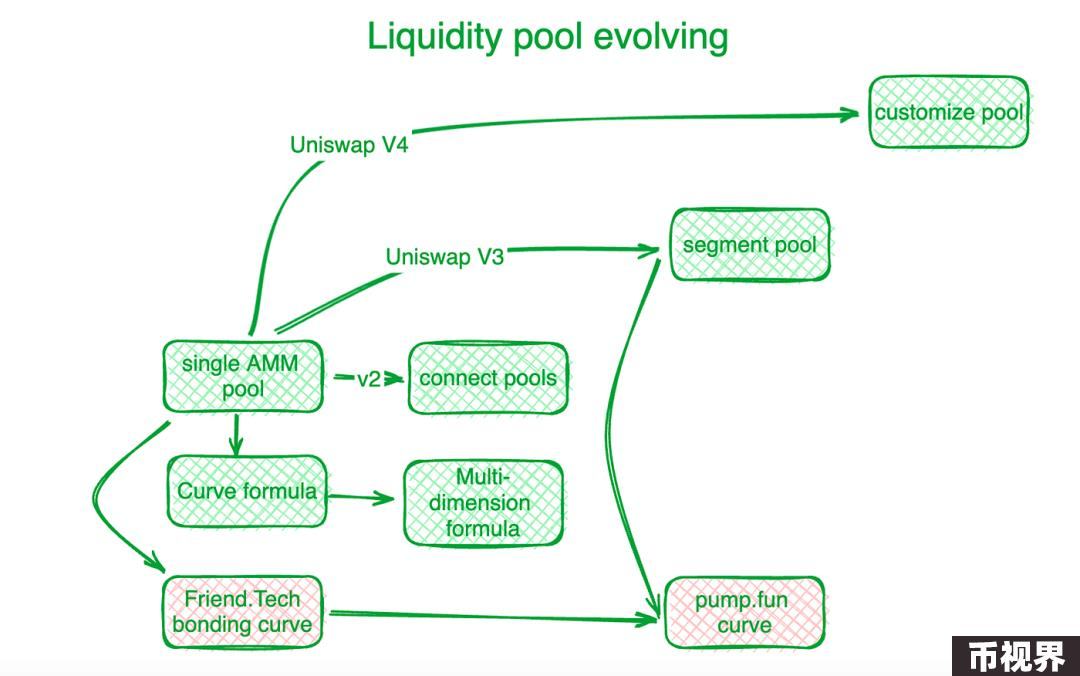 Liquidity pool evolving
customize pool
Uniswap V4
Uniswap V3
segment pool
single AMM
pool
v2
connect pools
Curve formula
Multi-
dimension
formula
Friend.Tech
bonding curve
pump.fun
curve
币视界